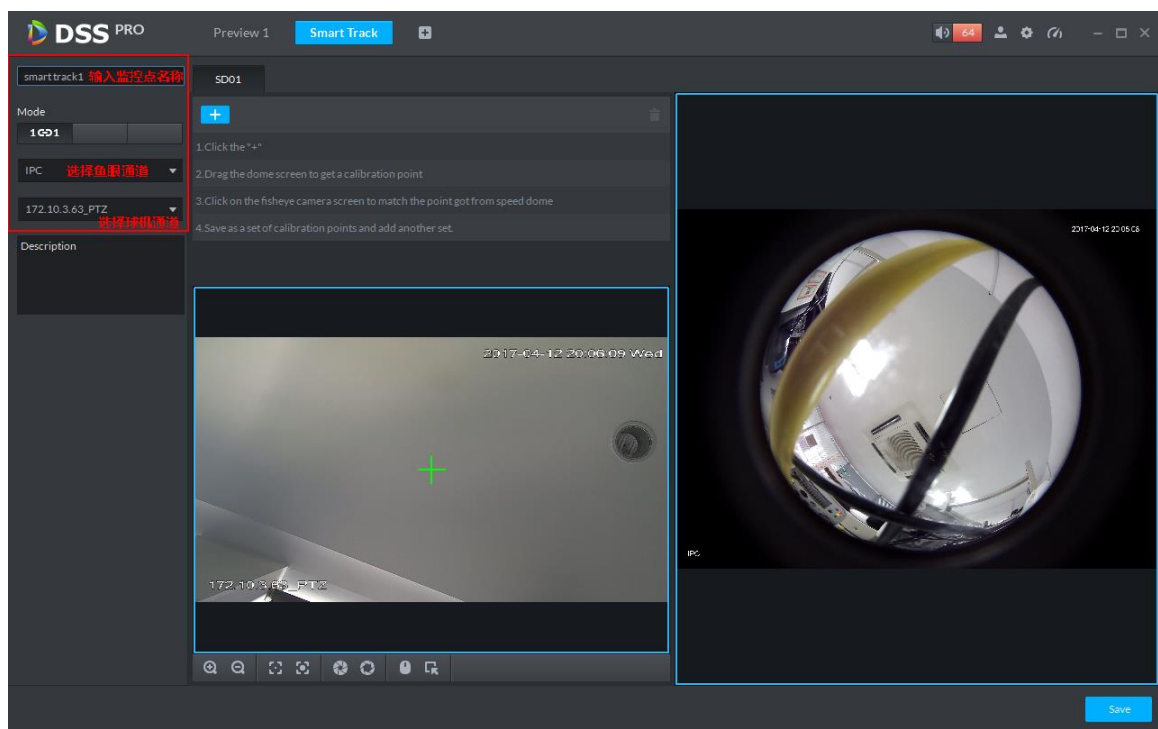 DSS PRO
Preview 1
Smart Track
64
smarttrack1 输入监控点名称
Mode
1 1
IPC 选择鱼眼通道
172.10.3.63_PTZ
选择球机通道
Description
SD01
1.Click the "+"
2.Drag the dome screen to get a calibration point
3.Click on the fisheye camera screen to match the point got from speed dome
4.Save as a set of calibration points and add another set.
2017-04-12 20:06:09 Wed
172.10.3.63_PTZ
2017-04-12 20:05:08
IPC
Save